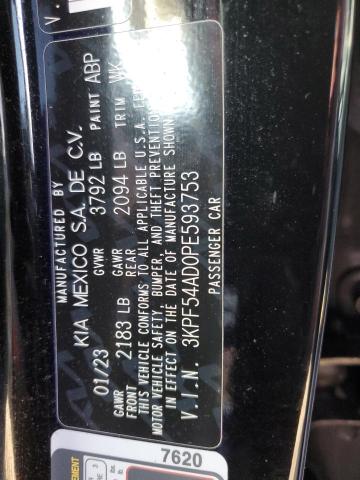 MANUFACTURED BY
KIA MEXICO S.A. DE C.V.
01/23 GVWR 3792 LB PAINT ABP
GAWR FRONT 2183 LB GAWR REAR 2094 LB TRIM WK
THIS VEHICLE CONFORMS TO ALL APPLICABLE U.S.A.
MOTOR VEHICLE SAFETY, BUMPER, AND THEFT PREVENTION
IN EFFECT ON THE DATE OF MANUFACTURE SHOWN
V.I.N. 3KPF54AD0PE593753
PASSENGER CAR
7620